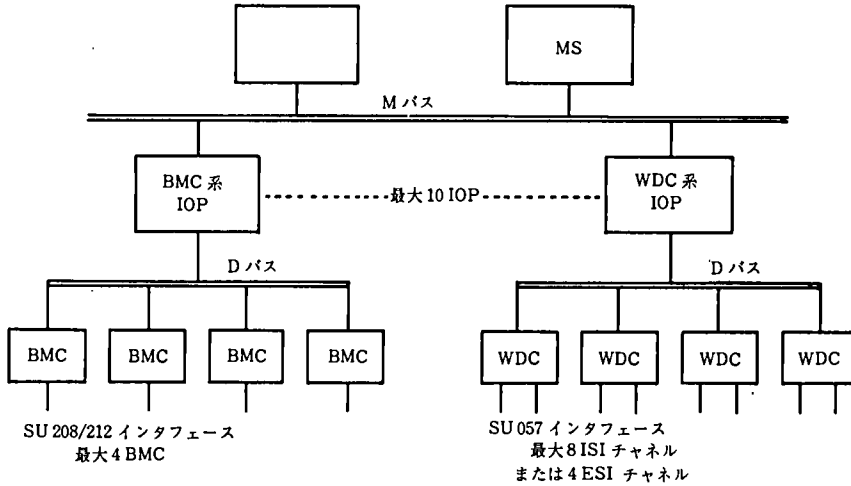 MS
M バス
BMC 系
IOP
最大 10 IOP
WDC 系
IOP
D バス
D バス
BMC
BMC
BMC
BMC
WDC
WDC
WDC
WDC
SU 208/212 インタフェース
最大 4 BMC
SU 057 インタフェース
最大 8 ISI チャネル
または 4 ESI チャネル